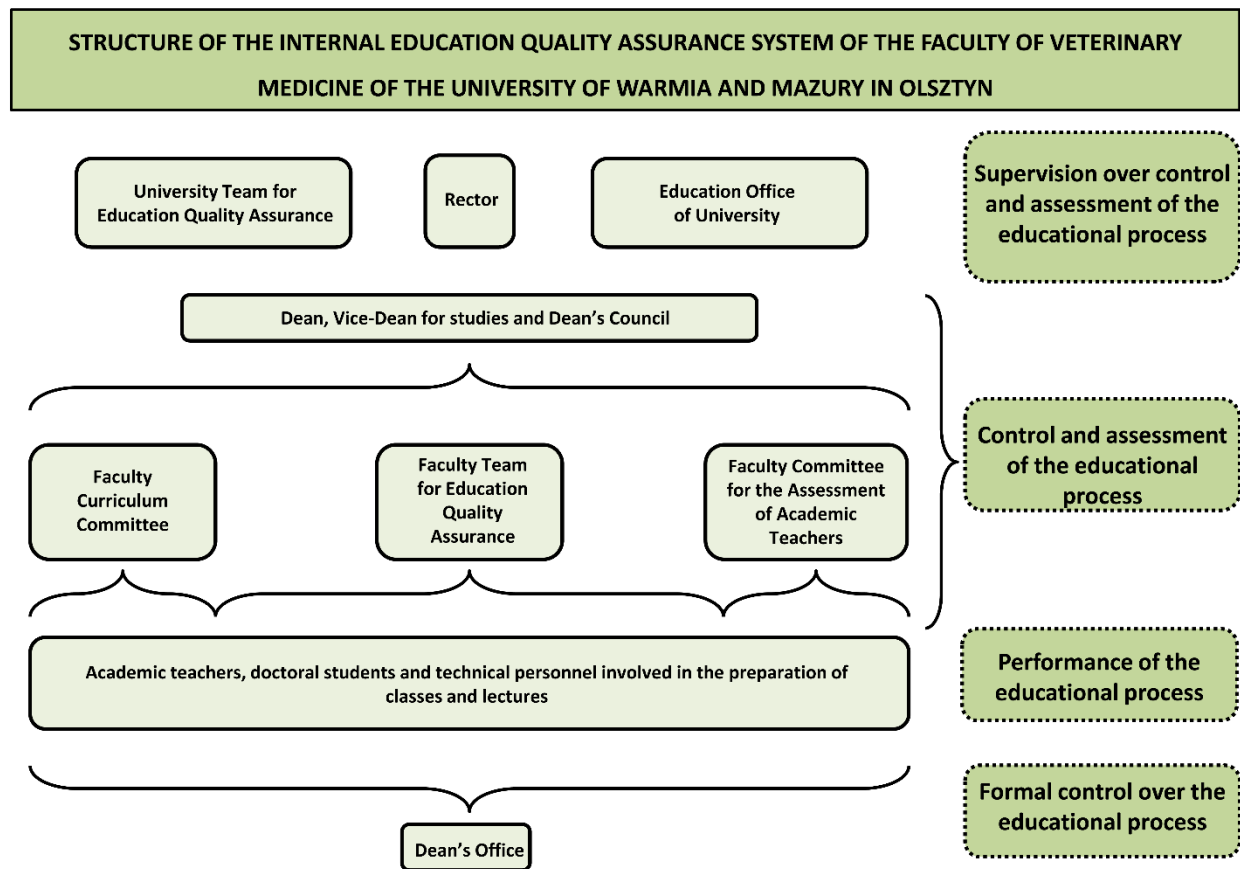 STRUCTURE OF THE INTERNAL EDUCATION QUALITY ASSURANCE SYSTEM OF THE FACULTY OF VETERINARY
MEDICINE OF THE UNIVERSITY OF WARMIA AND MAZURY IN OLSZTYN
University Team for
Education Quality Assurance
Rector
Education Office
of University
Supervision over control
and assessment of the
educational process
Dean, Vice-Dean for studies and Dean's Council
Faculty
Curriculum
Committee
Faculty Team
for Education
Quality
Assurance
Faculty Committee
for the Assessment
of Academic
Teachers
Control and assessment
of the educational
process
Academic teachers, doctoral students and technical personnel involved in the preparation of
classes and lectures
Performance of the
educational process
Formal control over the
educational process
Dean's Office